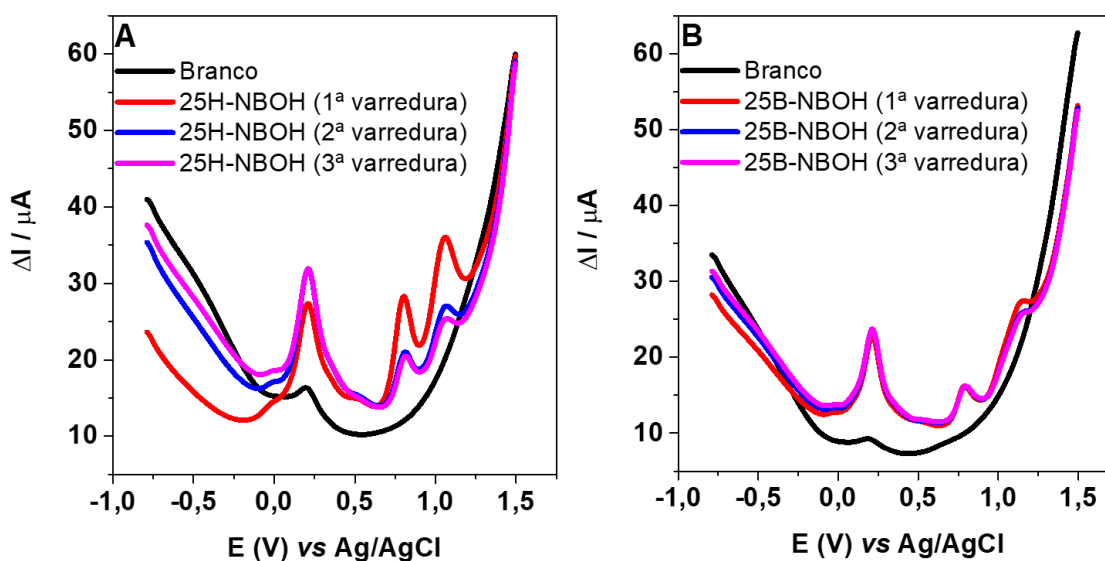 A
Branco
25H-NBOH (1ª varredura)
25H-NBOH (2ª varredura)
25H-NBOH (3ª varredura)
60
50
40
30
20
10
ΔI / μA
-1,0 -0,5 0,0 0,5 1,0 1,5
E (V) vs Ag/AgCl
B
Branco
25B-NBOH (1ª varredura)
25B-NBOH (2ª varredura)
25B-NBOH (3ª varredura)
60
50
40
30
20
10
ΔI / μA
-1,0 -0,5 0,0 0,5 1,0 1,5
E (V) vs Ag/AgCl